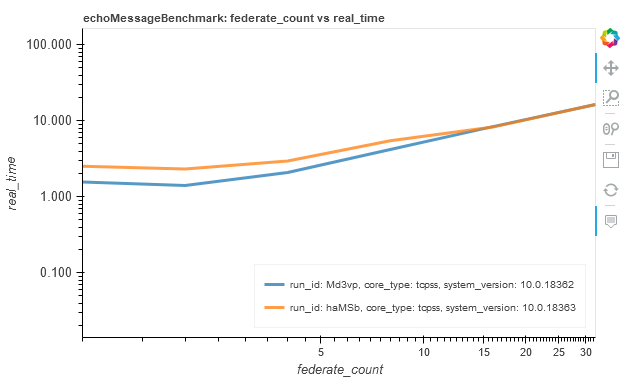 echoMessageBenchmark: federate_count vs real_time
100.000
10.000
1.000
0.100
real_time
run_id: Md3vp, core_type: tcpss, system_version: 10.0.18362
run_id: haMSb, core_type: tcpss, system_version: 10.0.18363
5 10 15 20 25 30
federate_count